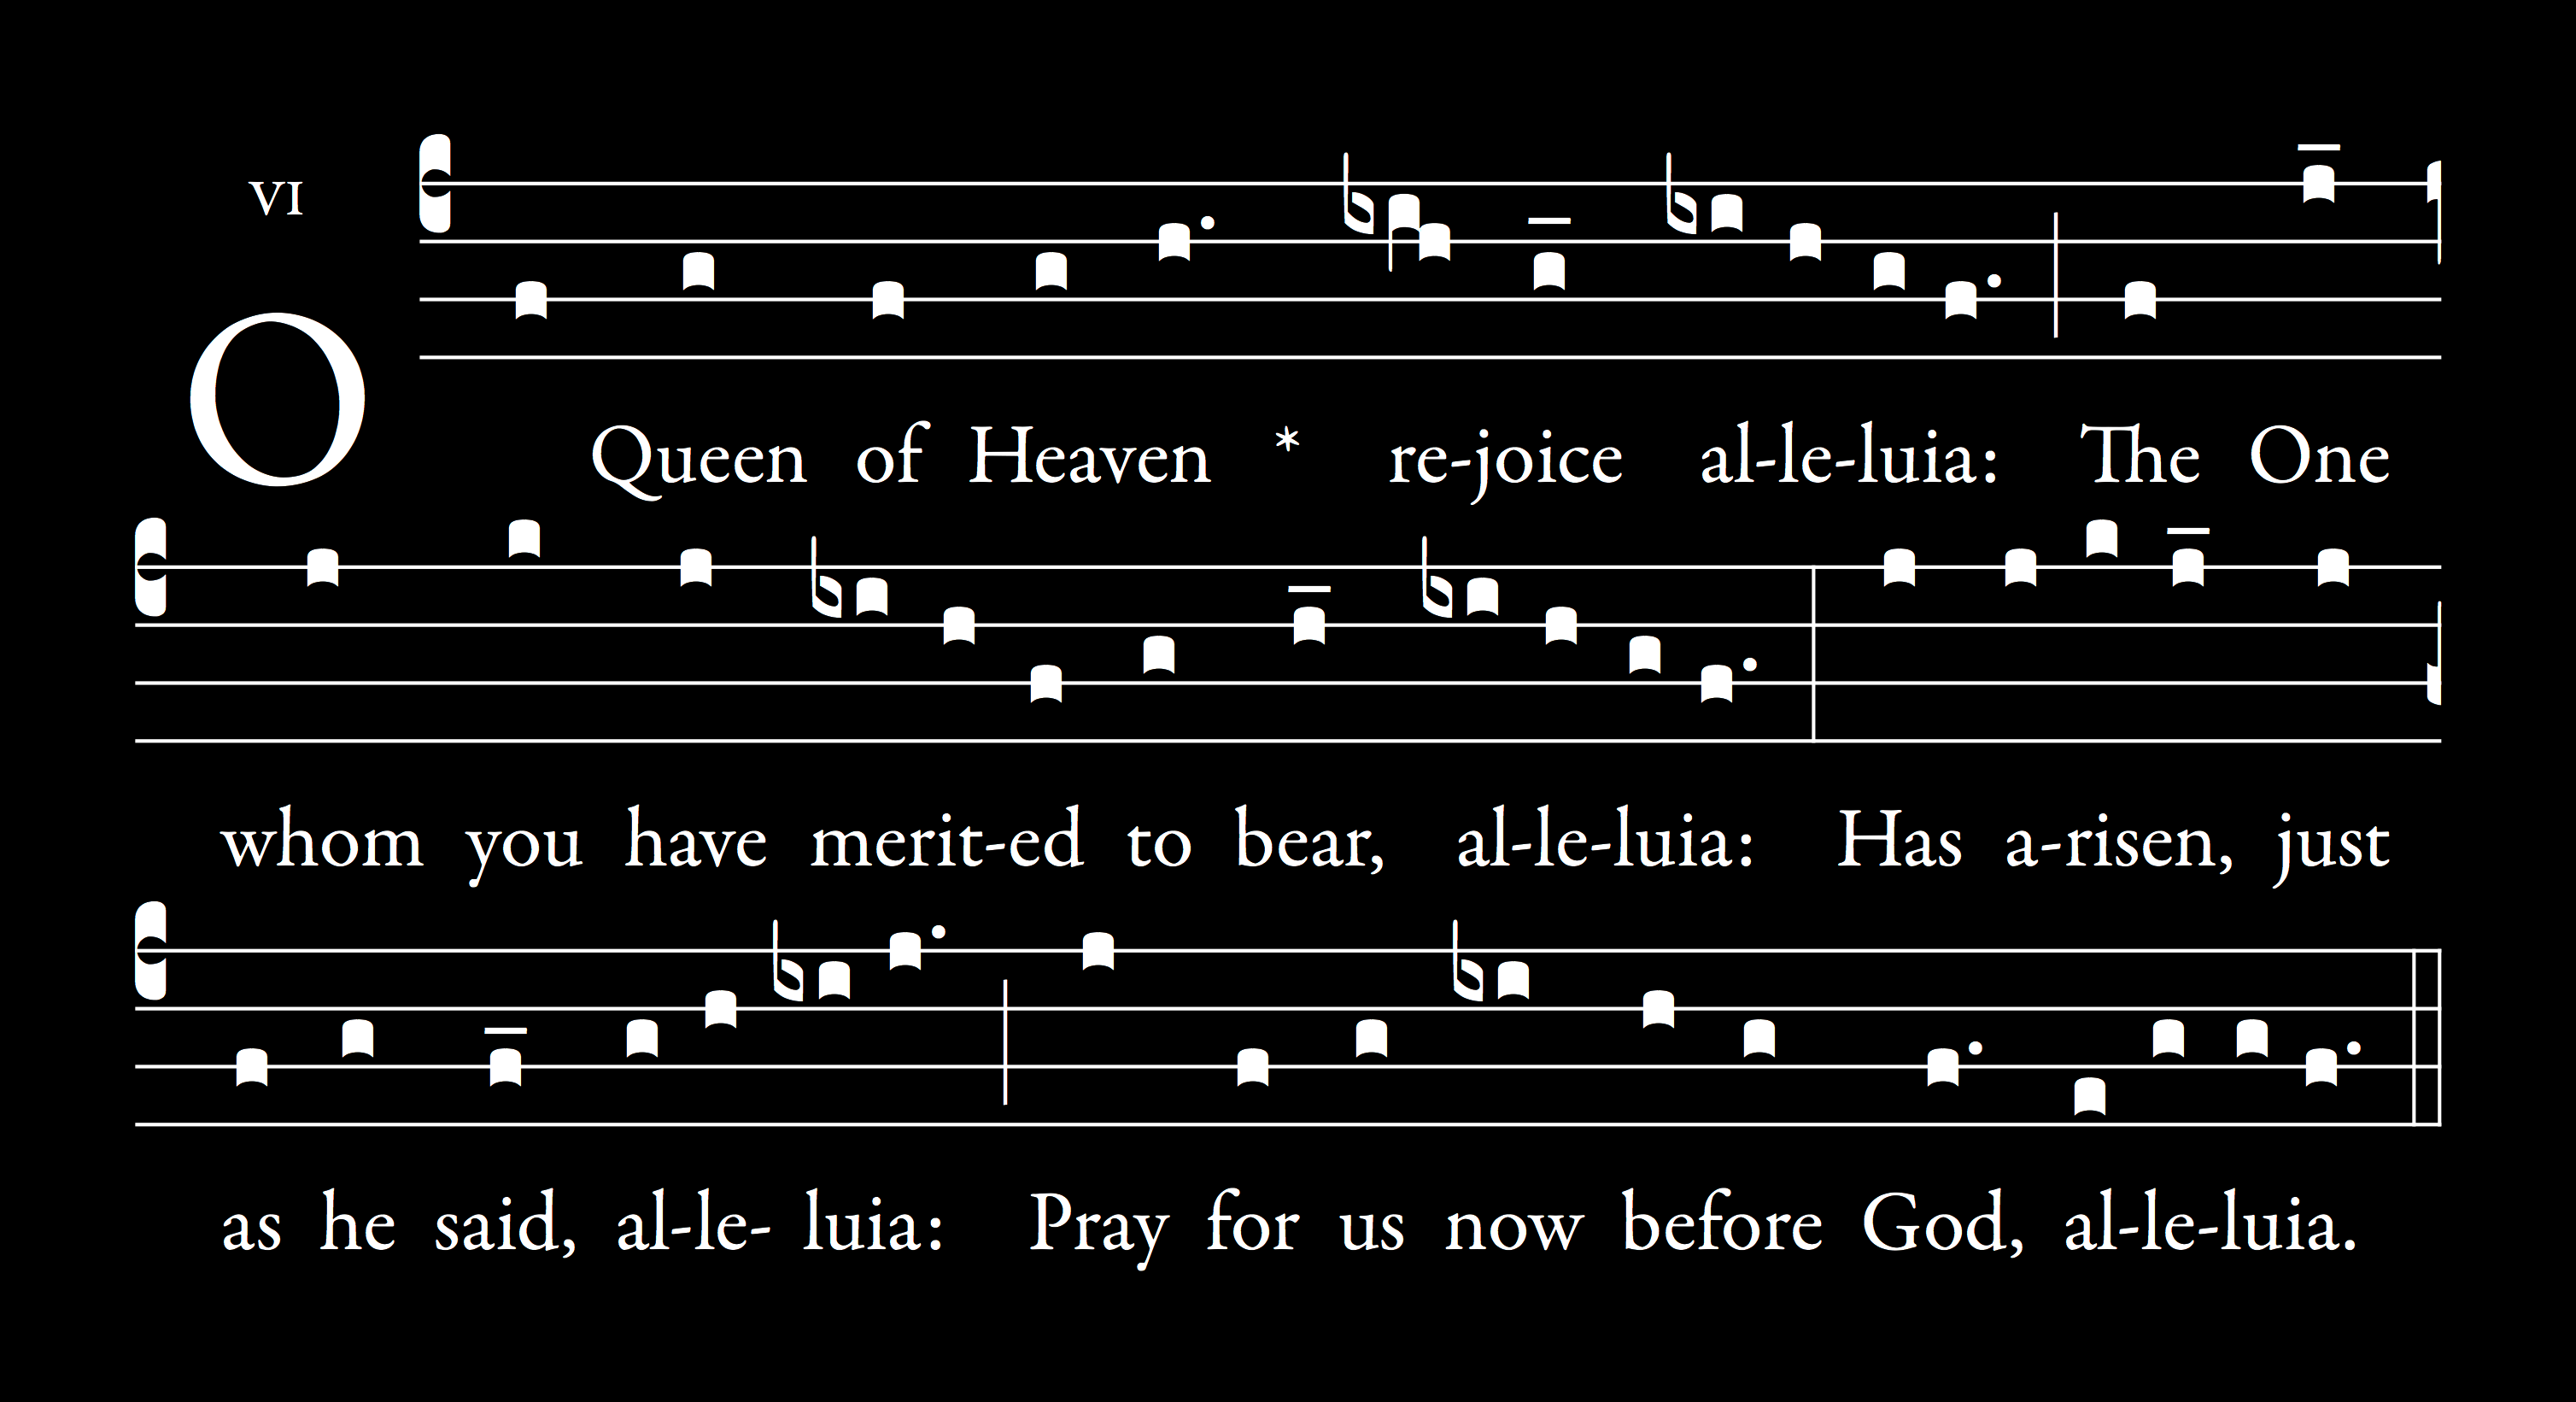 VI
O Queen of Heaven * re-joice al-le-luia: The One
whom you have merit-ed to bear, al-le-luia: Has a-risen, just
as he said, al-le- luia: Pray for us now before God, al-le-luia.